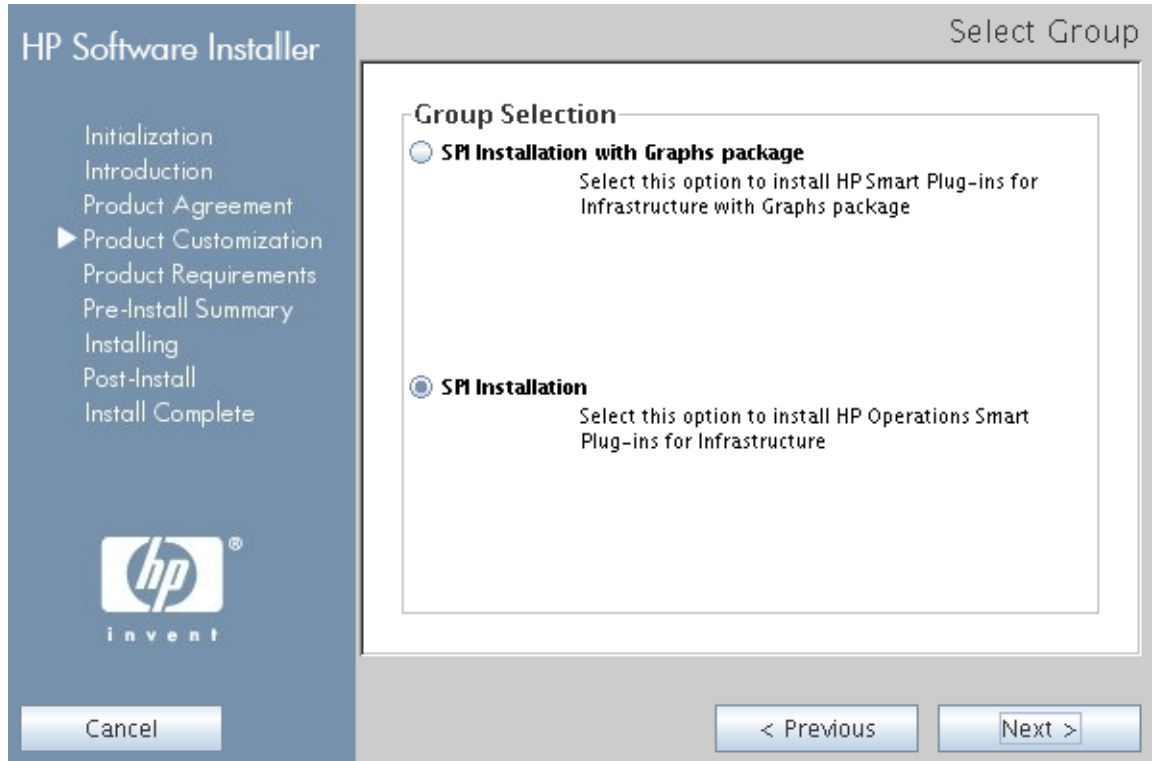 HP Software Installer
Initialization
Introduction
Product Agreement
Product Customization
Product Requirements
Pre-Install Summary
Installing
Post-Install
Install Complete
hp
®
invent
Cancel
Select Group
Group Selection
SPI Installation with Graphs package
Select this option to install HP Smart Plug-ins for
Infrastructure with Graphs package
SPI Installation
Select this option to install HP Operations Smart
Plug-ins for Infrastructure
< Previous
Next >